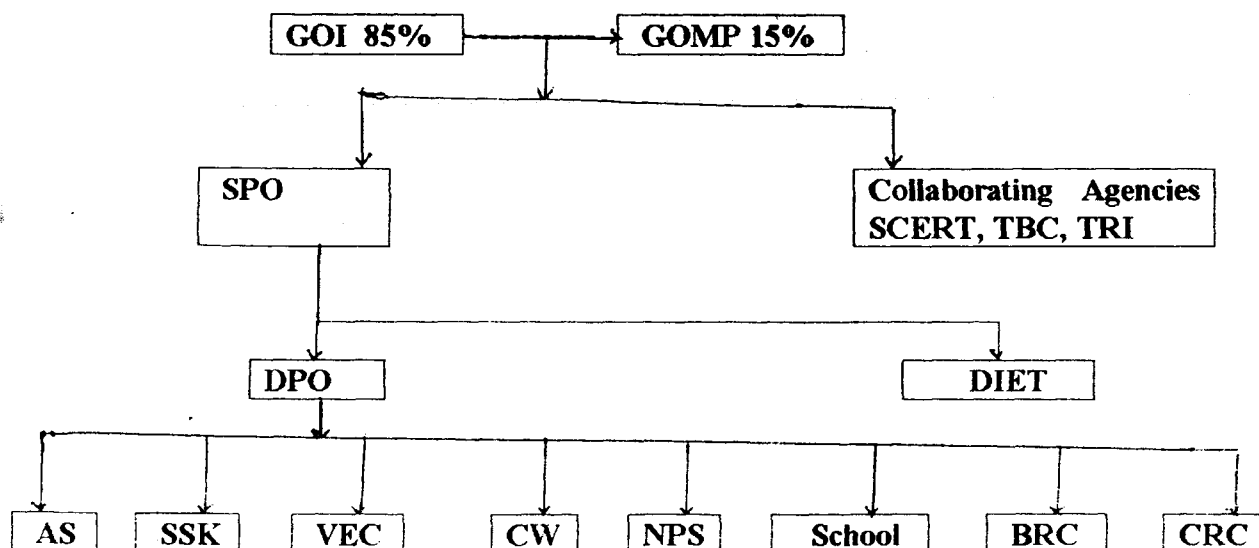 GOI 85%
GOMP 15%
SPO
Collaborating Agencies
SCERT, TBC, TRI
DPO
DIET
AS
SSK
VEC
CW
NPS
School
BRC
CRC